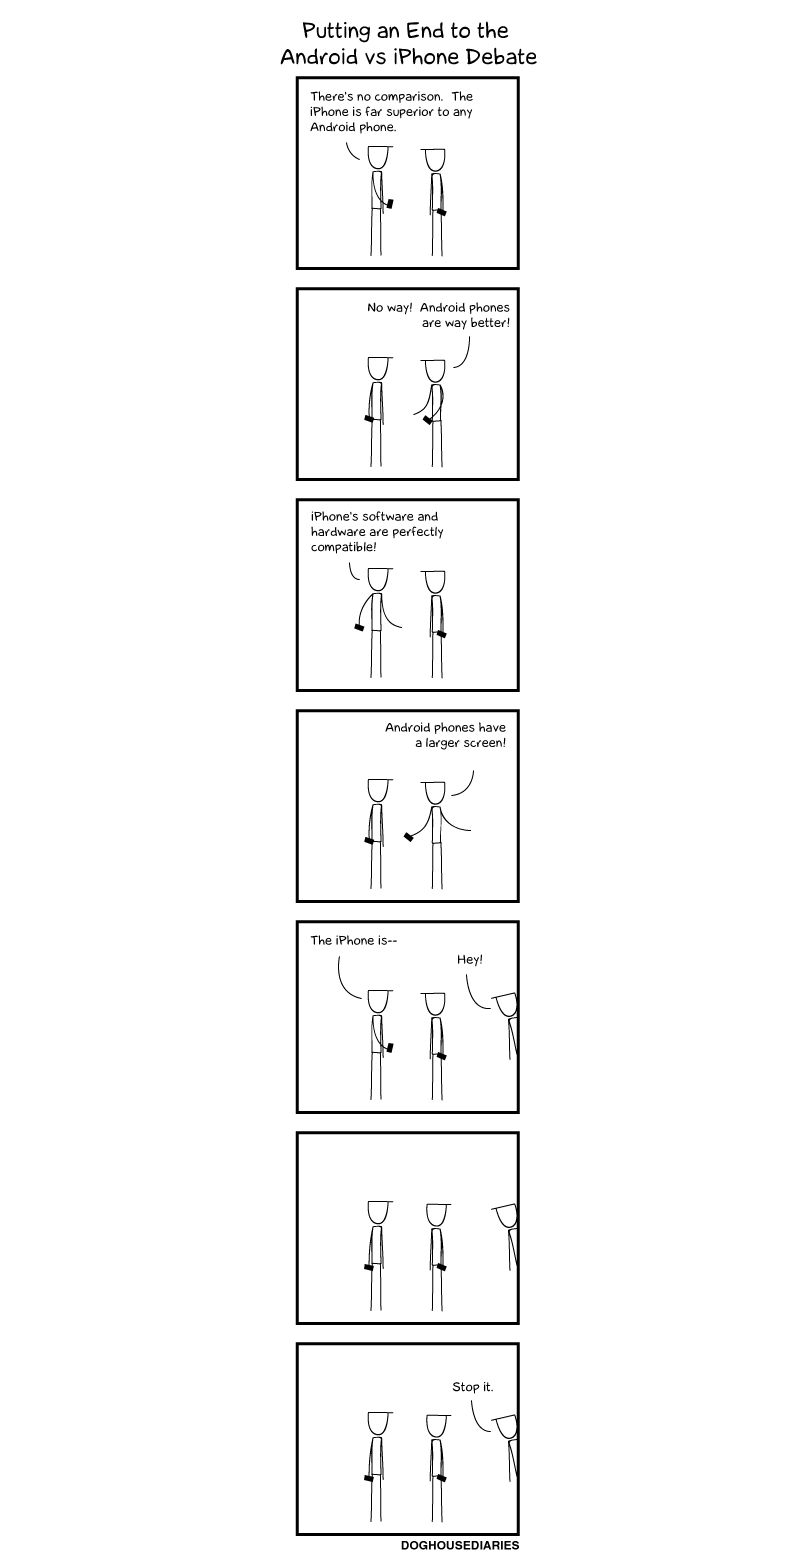 Putting an End to the
Android vs iPhone Debate
There's no comparison. The
iPhone is far superior to any
Android phone.
No way! Android phones
are way better!
iPhone's software and
hardware are perfectly
compatible!
Android phones have
a larger screen!
The iPhone is--
Hey!
Stop it.
DOGHOUSEDIARIES